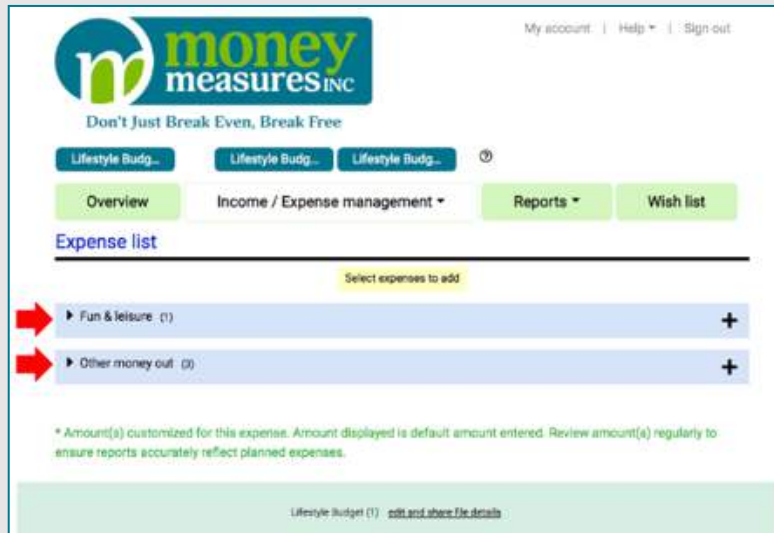 My account | Help | Sign out
m money
measures INC
Don't Just Break Even, Break Free
Lifestyle Budg... Lifestyle Budg... Lifestyle Budg... ?
Overview Income / Expense management Reports Wish list
Expense list
Select expenses to add
Fun & leisure (1) +
Other money out (3) +
* Amount(s) customized for this expense. Amount displayed is default amount entered. Review amount(s) regularly to
ensure reports accurately reflect planned expenses.
Lifestyle Budget (1) edit and share file details